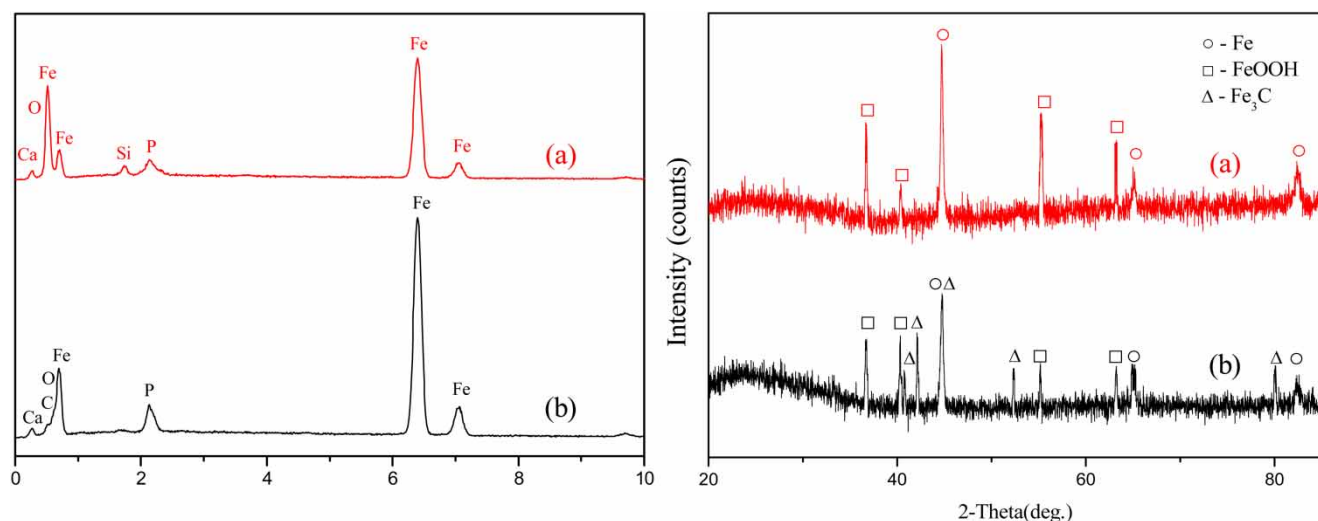 Fe
O
Fe
Ca
Si
P
Fe
Fe
(a)
Fe
Fe
O
C
Ca
P
Fe
(b)
0 2 4 6 8 10
Intensity (counts)
○ - Fe
□ - FeOOH
Δ - Fe₃C
(a)
Δ
Δ
Δ
Δ
Δ
(b)
20 40 60 80
2-Theta(deg.)